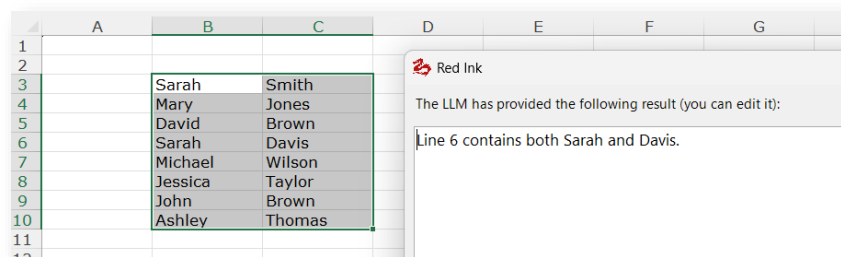 A B C D E F G
1
2
3 Sarah Smith
4 Mary Jones
5 David Brown
6 Sarah Davis
7 Michael Wilson
8 Jessica Taylor
9 John Brown
10 Ashley Thomas
11
Red Ink
The LLM has provided the following result (you can edit it):
Line 6 contains both Sarah and Davis.